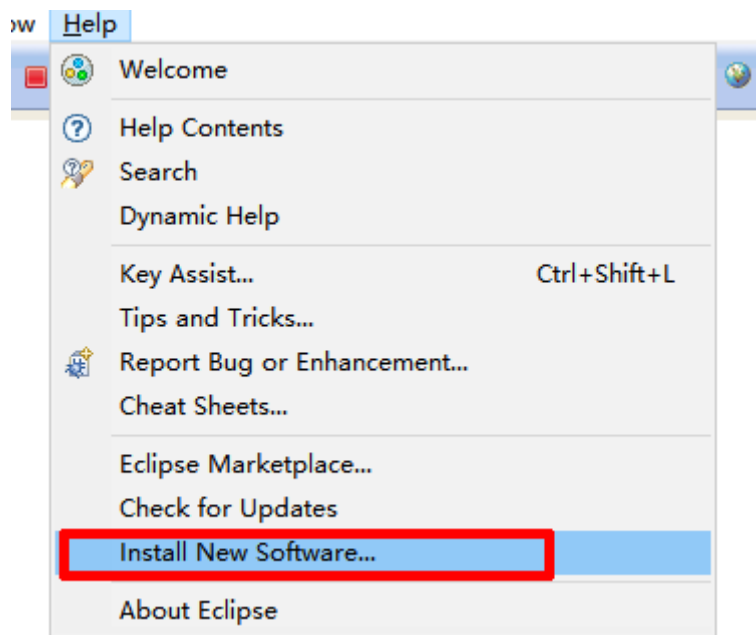 ow Help
Welcome
Help Contents
Search
Dynamic Help
Key Assist... Ctrl+Shift+L
Tips and Tricks...
Report Bug or Enhancement...
Cheat Sheets...
Eclipse Marketplace...
Check for Updates
Install New Software...
About Eclipse